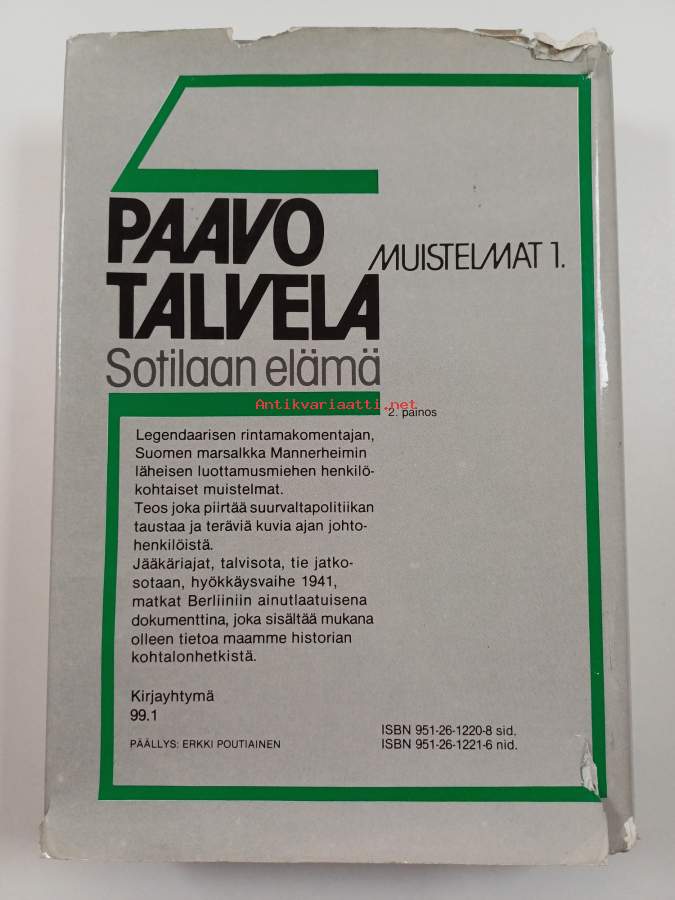 PAAVO
TALVELA
MUISTELMAT 1.
Sotilaan elämä
Antikvariaatti.net
2. painos
Legendaarisen rintamakomentajan,
Suomen marsalkka Mannerheimin
läheisen luottamusmiehen henkilö-
kohtaiset muistelmat.
Teos joka piirtää suurvaltapolitiikan
taustaa ja teräviä kuvia ajan johto-
henkilöistä.
Jääkäriajat, talvisota, tie jatko-
sotaan, hyökkäysvaihe 1941,
matkat Berliiniin ainutlaatuisena
dokumenttina, joka sisältää mukana
olleen tietoa maamme historian
kohtalonhetkistä.
Kirjayhtymä
99.1
PÄÄLLYS: ERKKI POUTIAINEN
ISBN 951-26-1220-8 sid.
ISBN 951-26-1221-6 nid.